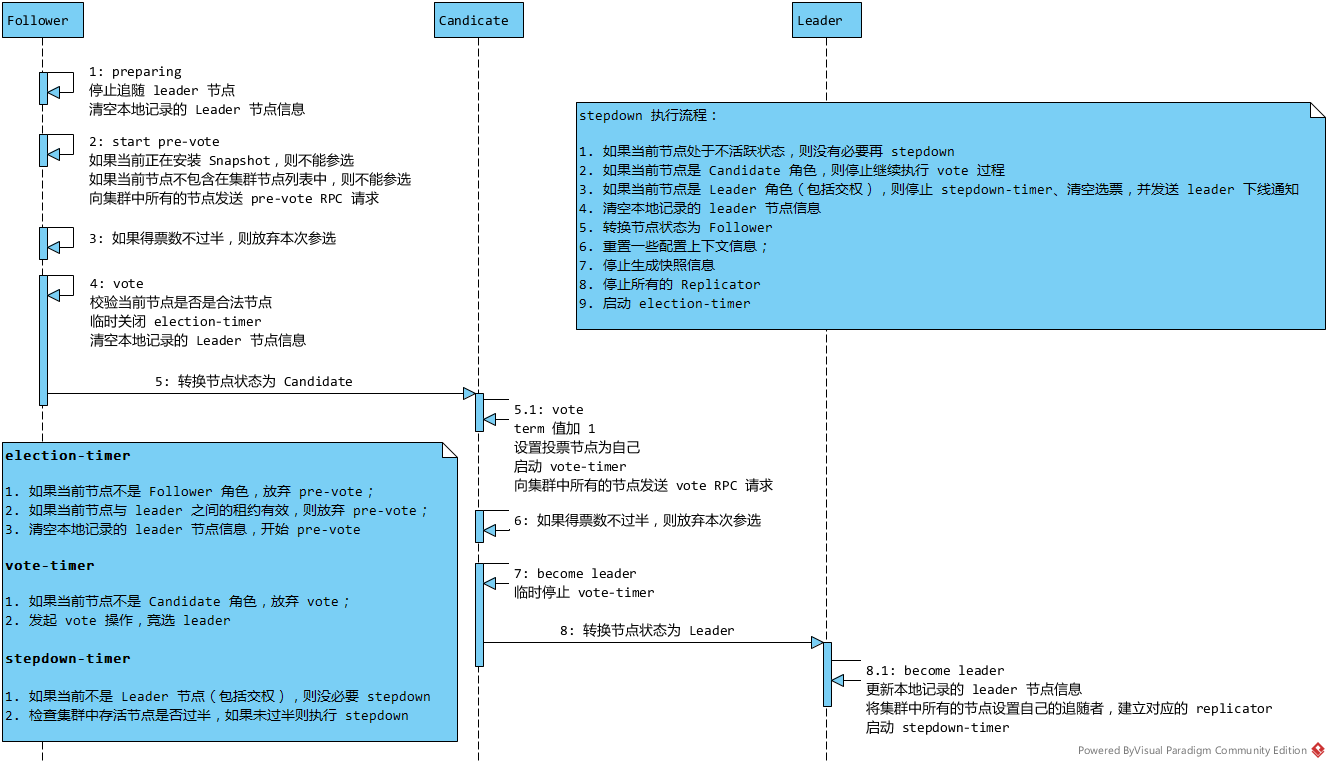 Follower
Candicate
Leader
1: preparing
停止追随 leader 节点
清空本地记录的 Leader 节点信息
2: start pre-vote
如果当前正在安装 Snapshot，则不能参选
如果当前节点不包含在集群节点列表中，则不能参选
向集群中所有的节点发送 pre-vote RPC 请求
3: 如果得票数不过半，则放弃本次参选
4: vote
校验当前节点是否是合法节点
临时关闭 election-timer
清空本地记录的 Leader 节点信息
stepdown 执行流程：
1. 如果当前节点处于不活跃状态，则没有必要再 stepdown
2. 如果当前节点是 Candidate 角色，则停止继续执行 vote 过程
3. 如果当前节点是 Leader 角色（包括交权），则停止 stepdown-timer、清空选票，并发送 leader 下线通知
4. 清空本地记录的 leader 节点信息
5. 转换节点状态为 Follower
6. 重置一些配置上下文信息；
7. 停止生成快照信息
8. 停止所有的 Replicator
9. 启动 election-timer
5: 转换节点状态为 Candidate
5.1: vote
term 值加 1
设置投票节点为自己
启动 vote-timer
向集群中所有的节点发送 vote RPC 请求
6: 如果得票数不过半，则放弃本次参选
7: become leader
临时停止 vote-timer
8: 转换节点状态为 Leader
8.1: become leader
更新本地记录的 leader 节点信息
将集群中所有的节点设置自己的追随者，建立对应的 replicator
启动 stepdown-timer
election-timer
1. 如果当前节点不是 Follower 角色，放弃 pre-vote；
2. 如果当前节点与 leader 之间的租约有效，则放弃 pre-vote；
3. 清空本地记录的 leader 节点信息，开始 pre-vote
vote-timer
1. 如果当前节点不是 Candidate 角色，放弃 vote；
2. 发起 vote 操作，竞选 leader
stepdown-timer
1. 如果当前不是 Leader 节点（包括交权），则没必要 stepdown
2. 检查集群中存活节点是否过半，如果未过半则执行 stepdown
Powered ByVisual Paradigm Community Edition